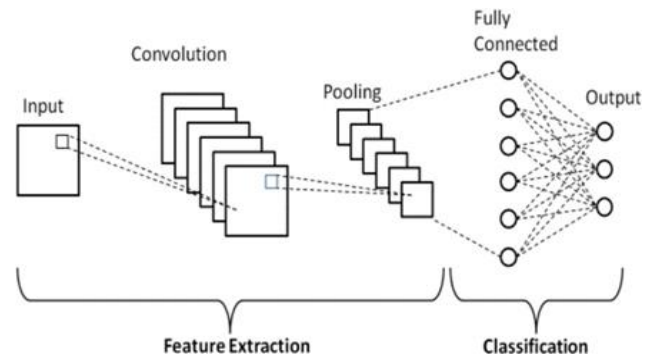 Input
Convolution
Pooling
Fully
Connected
Output
Feature Extraction
Classification